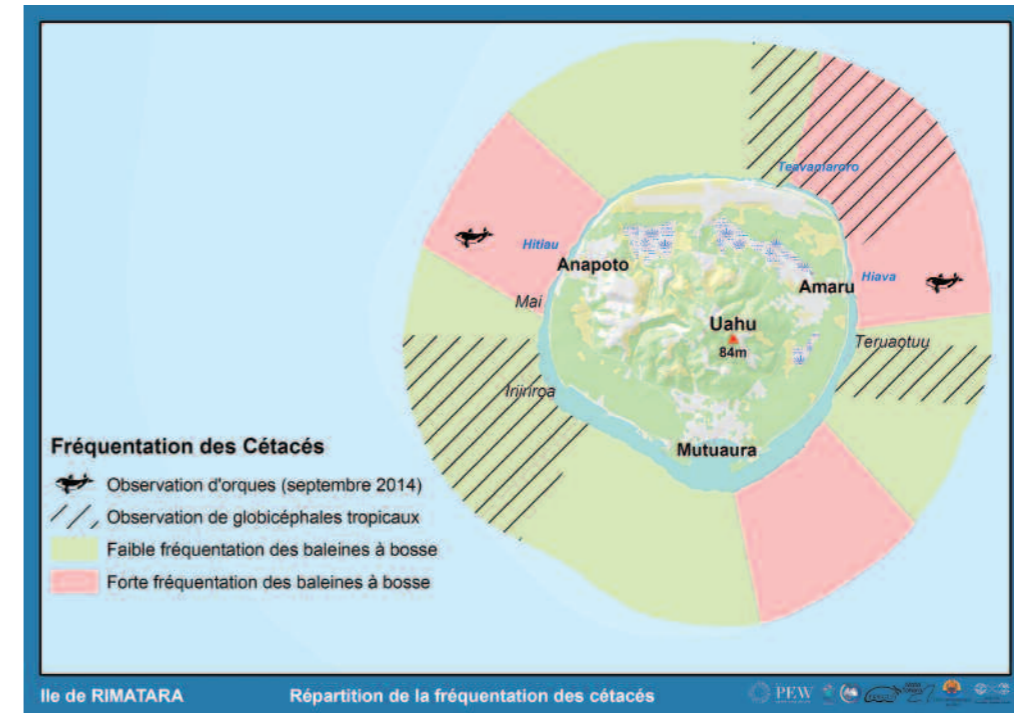 Teavaniaroro
Hitiau
Anapoto
Mai
Amaru
Hiava
Uahu
84m
Teruaotuu
Iriiriroa
Mutuaura
Fréquentation des Cétacés
Observation d'orques (septembre 2014)
Observation de globicéphales tropicaux
Faible fréquentation des baleines à bosse
Forte fréquentation des baleines à bosse
Ile de RIMATARA
Répartition de la fréquentation des cétacés
PEW